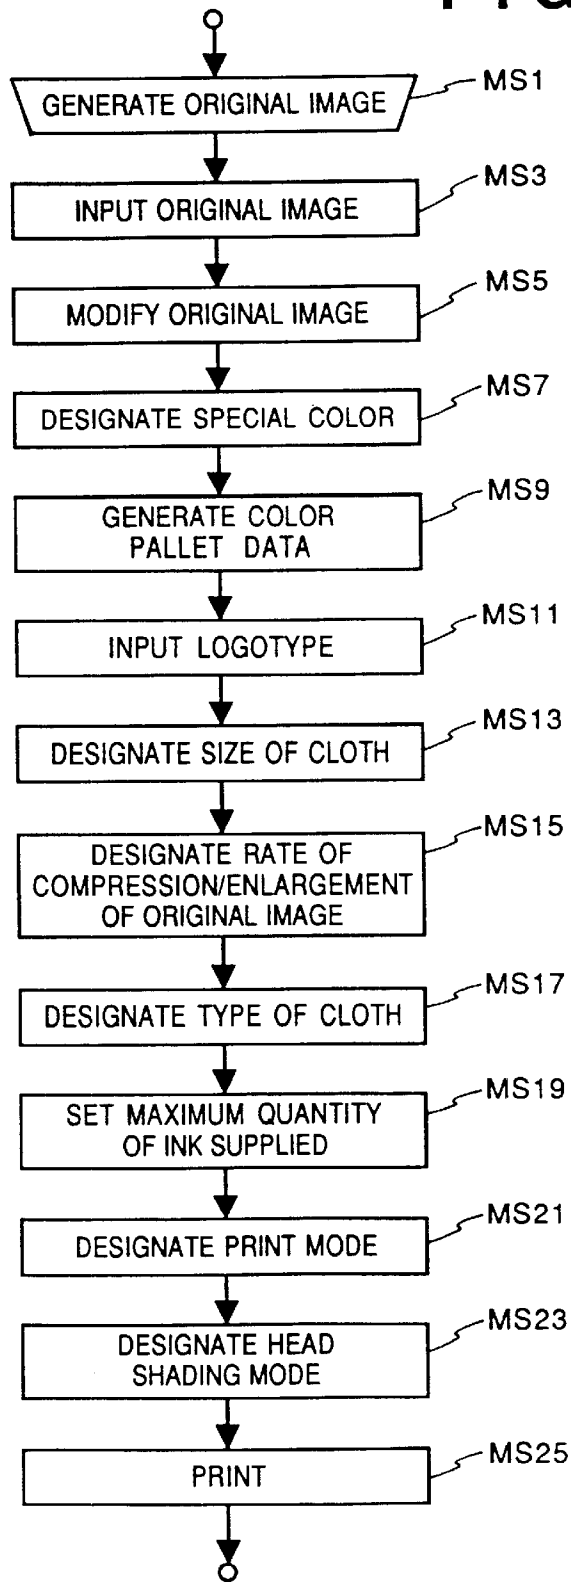 GENERATE ORIGINAL IMAGE
MS1
INPUT ORIGINAL IMAGE
MS3
MODIFY ORIGINAL IMAGE
MS5
DESIGNATE SPECIAL COLOR
MS7
GENERATE COLOR
PALLET DATA
MS9
INPUT LOGOTYPE
MS11
DESIGNATE SIZE OF CLOTH
MS13
DESIGNATE RATE OF
COMPRESSION/ENLARGEMENT
OF ORIGINAL IMAGE
MS15
DESIGNATE TYPE OF CLOTH
MS17
SET MAXIMUM QUANTITY
OF INK SUPPLIED
MS19
DESIGNATE PRINT MODE
MS21
DESIGNATE HEAD
SHADING MODE
MS23
PRINT
MS25